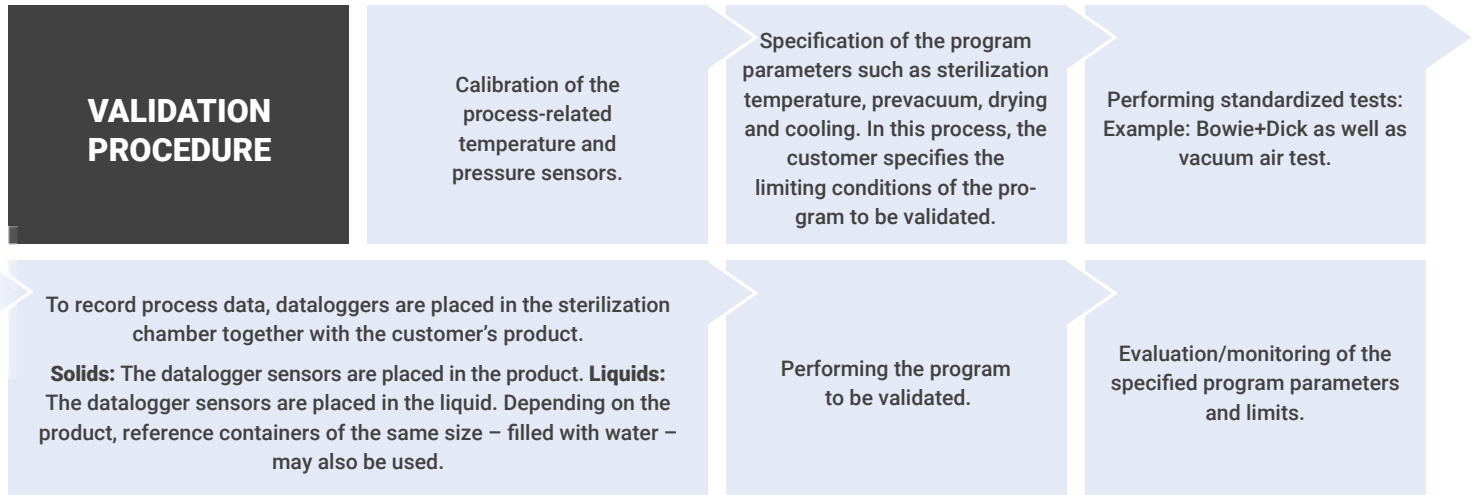 VALIDATION
PROCEDURE
Calibration of the
process-related
temperature and
pressure sensors.
Specification of the program
parameters such as sterilization
temperature, prevacuum, drying
and cooling. In this process, the
customer specifies the
limiting conditions of the pro-
gram to be validated.
Performing standardized tests:
Example: Bowie+Dick as well as
vacuum air test.
To record process data, dataloggers are placed in the sterilization
chamber together with the customer’s product.
Solids: The datalogger sensors are placed in the product. Liquids:
The datalogger sensors are placed in the liquid. Depending on the
product, reference containers of the same size – filled with water –
may also be used.
Performing the program
to be validated.
Evaluation/monitoring of the
specified program parameters
and limits.